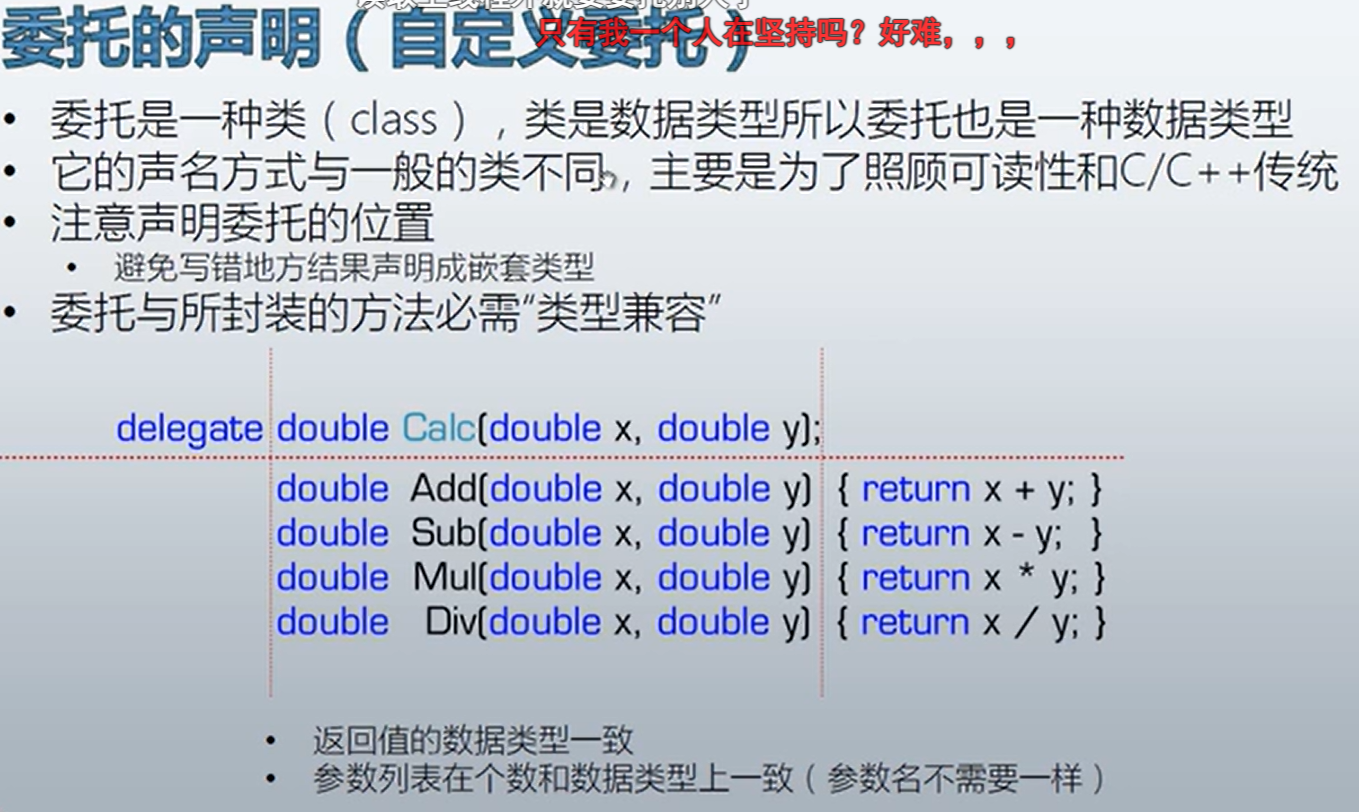 委托的声明（自定义委托）
只有我一个人在坚持吗？好难，，，
• 委托是一种类（class），类是数据类型所以委托也是一种数据类型
• 它的声名方式与一般的类不同，主要是为了照顾可读性和C/C++传统
• 注意声明委托的位置
• 避免写错地方结果声明成嵌套类型
• 委托与所封装的方法必需“类型兼容”
delegate double Calc(double x, double y);
double Add(double x, double y) { return x + y; }
double Sub(double x, double y) { return x - y; }
double Mul(double x, double y) { return x * y; }
double Div(double x, double y) { return x / y; }
• 返回值的数据类型一致
• 参数列表在个数和数据类型上一致（参数名不需要一样）